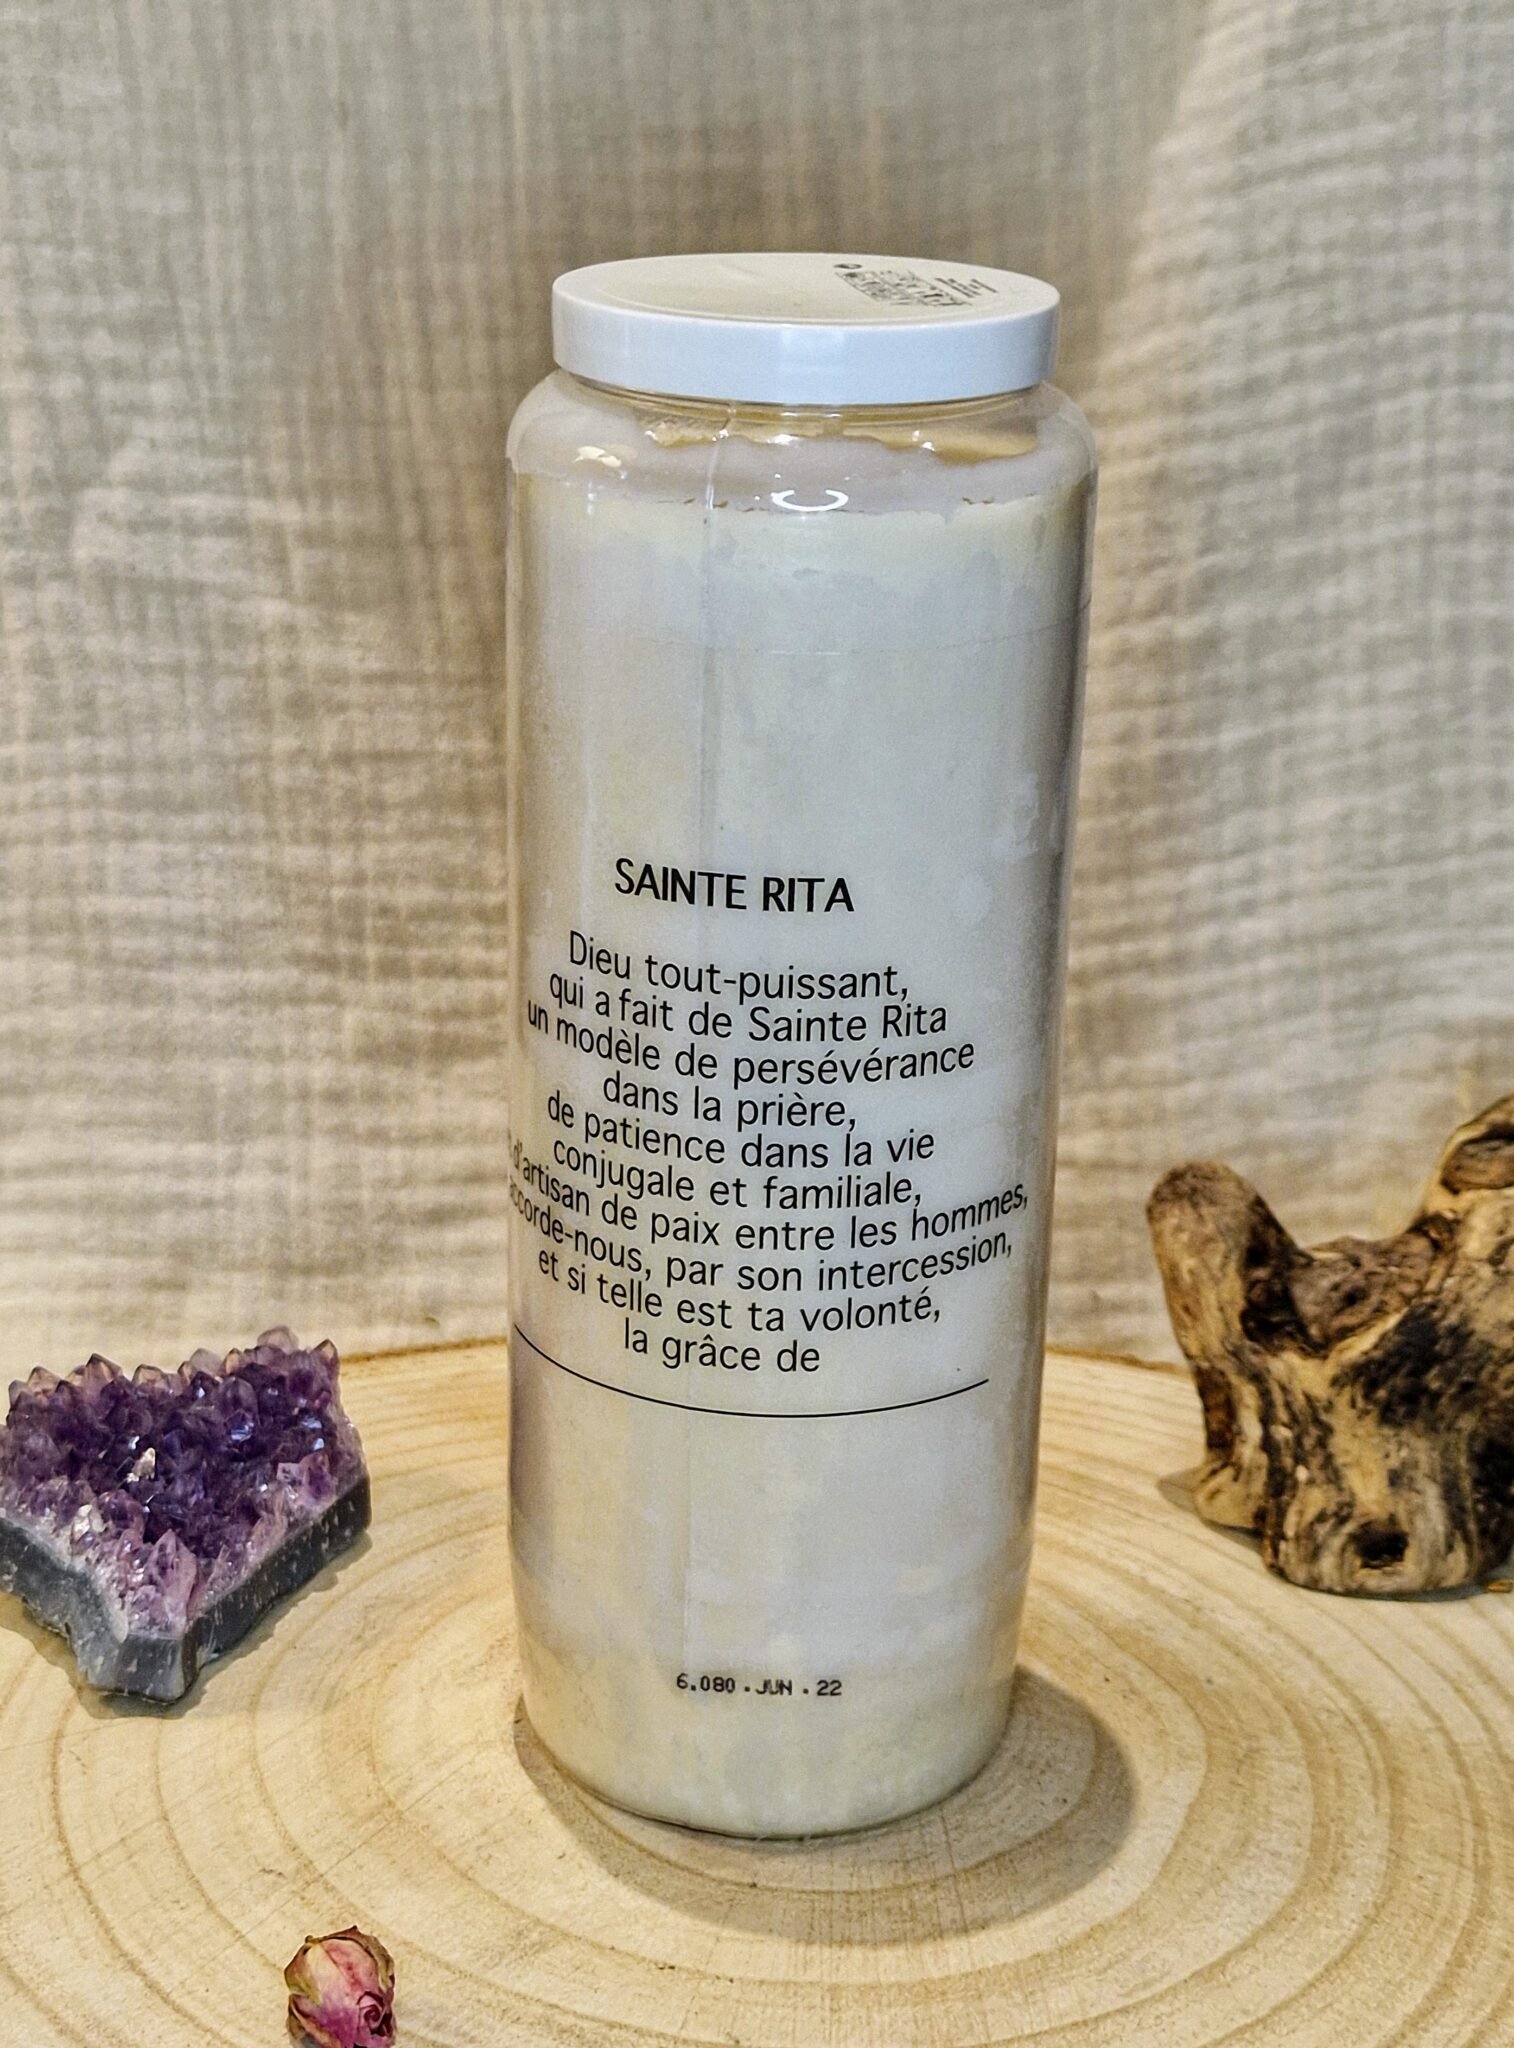 SAINTE RITA
Dieu tout-puissant,
qui a fait de Sainte Rita
un modèle de persévérance
dans la prière,
de patience dans la vie
conjugale et familiale,
d'artisan de paix entre les hommes,
accorde-nous, par son intercession,
et si telle est ta volonté,
la grâce de
6.080 . JUN . 22